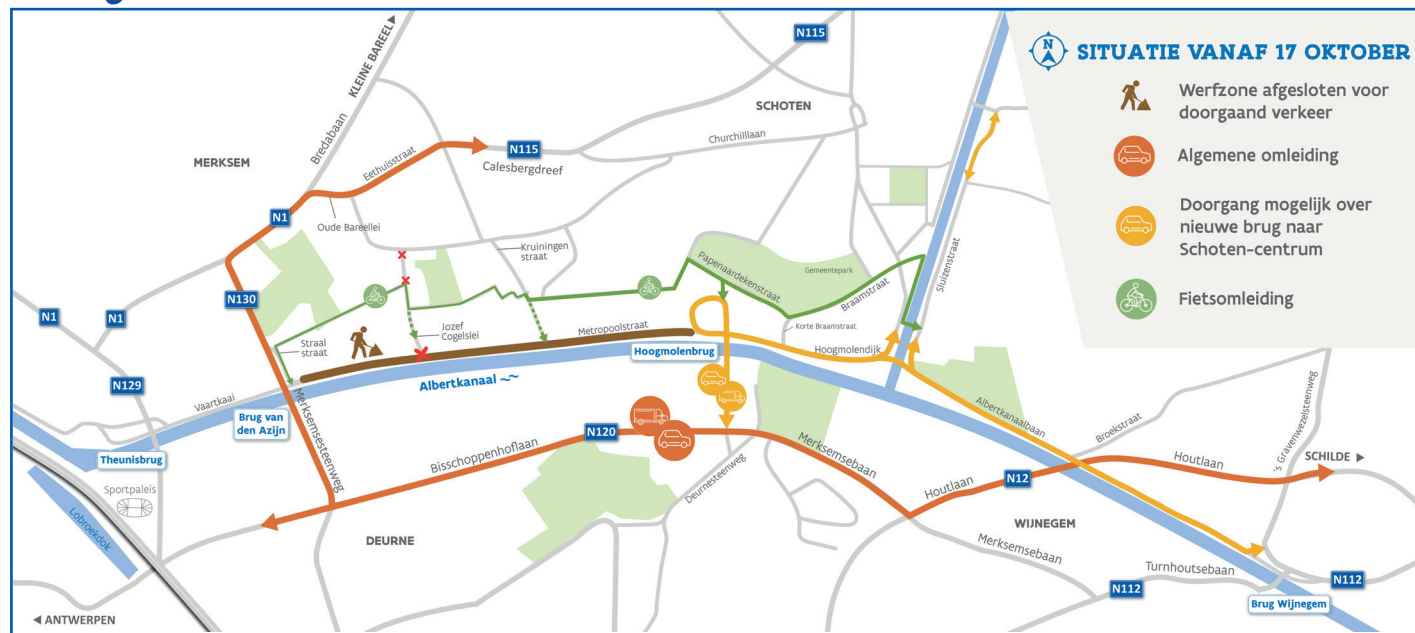 KLEINE BAREEL
N115
SITUATIE VANAF 17 OKTOBER
N
Werfzone afgesloten voor
doorgaand verkeer
Algemene omleiding
Doorgang mogelijk over
nieuwe brug naar
Schoten-centrum
Fietsomleiding
SCHOTEN
Churchilllaan
MERKSEM
Bredabaan
Eethuisstraat
N115
Calesbergdreef
N1
Oude Bareellei
Kruiningen
straat
Papenaardekenstraat
Gemeentepark
Braamstraat
Sluizenstraat
N130
N1
N1
Straal
straat
Jozef
Cogelslei
Metropoolstraat
Korte Braamstraat
Hoogmolendijk
Hoogmolenbrug
N129
Vaartkaai
Albertkanaal
Brug van
den Azijn
Merksemsesteenweg
Theunisbrug
Sportpaleis
Lobroekdok
Bisschoppenhoflaan
N120
Deurnesteenweg
Merksemsebaan
Albertkanaalbaan
Broekstraat
's Gravenwezelsteenweg
SCHILDE
Houtlaan
N12
Houtlaan
DEURNE
WIJNEGEM
Merksemsebaan
Turnhoutsebaan
N112
N112
Brug Wijnegem
ANTWERPEN